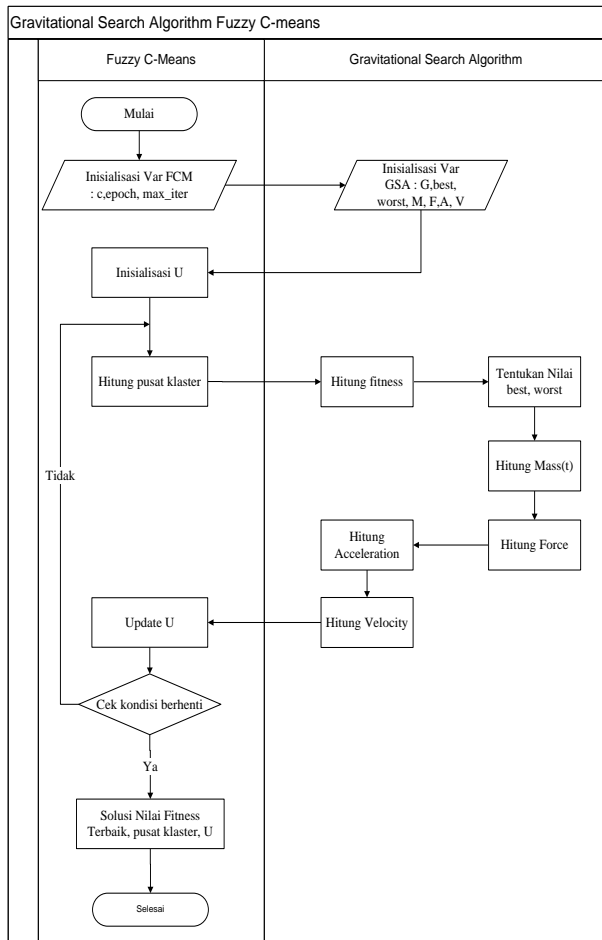 Gravitational Search Algorithm Fuzzy C-means
Fuzzy C-Means
Gravitational Search Algorithm
Mulai
Inisialisasi Var FCM
: c,epoch, max_iter
Inisialisasi Var
GSA : G,best,
worst, M, F,A, V
Inisialisasi U
Hitung pusat klaster
Hitung fitness
Tentukan Nilai
best, worst
Tidak
Hitung Mass(t)
Hitung Force
Hitung
Acceleration
Hitung Velocity
Update U
Cek kondisi berhenti
Ya
Solusi Nilai Fitness
Terbaik, pusat klaster, U
Selesai